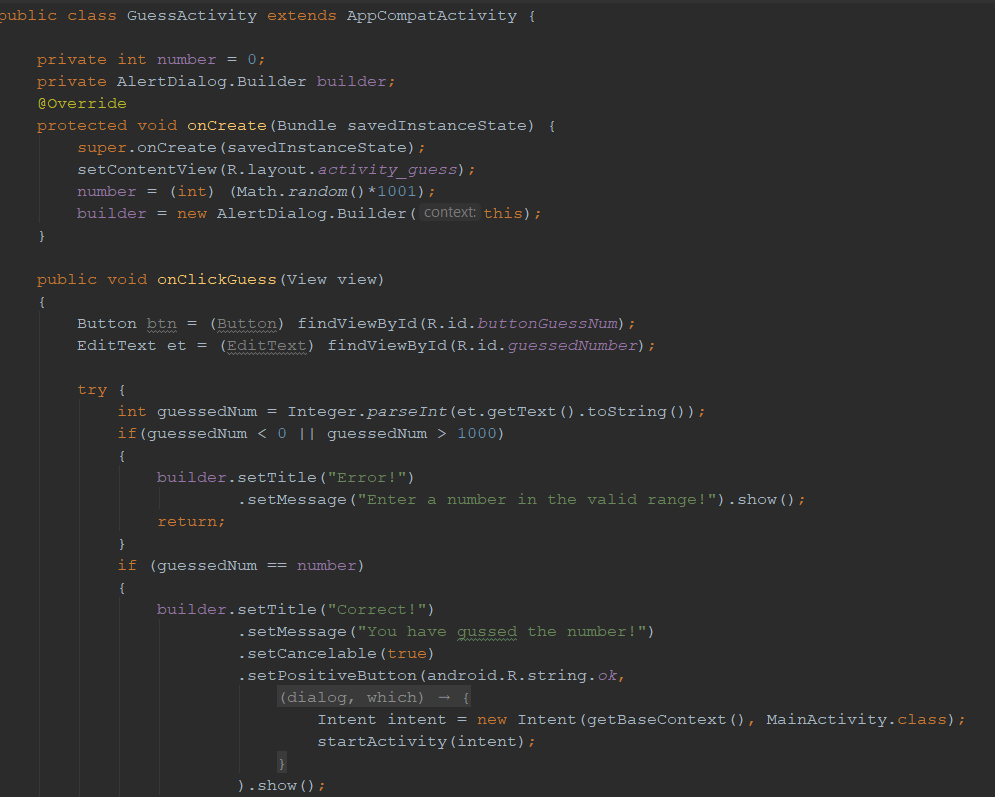 public class GuessActivity extends AppCompatActivity {
private int number = 0;
private AlertDialog.Builder builder;
@Override
protected void onCreate(Bundle savedInstanceState) {
super.onCreate(savedInstanceState);
setContentView(R.layout.activity_guess);
number = (int) (Math.random()*1001);
builder = new AlertDialog.Builder( context: this);
}
public void onClickGuess(View view)
{
Button btn = (Button) findViewById(R.id.buttonGuessNum);
EditText et = (EditText) findViewById(R.id.guessedNumber);
try {
int guessedNum = Integer.parseInt(et.getText().toString());
if(guessedNum < 0 || guessedNum > 1000)
{
builder.setTitle("Error!")
.setMessage("Enter a number in the valid range!").show();
return;
}
if (guessedNum == number)
{
builder.setTitle("Correct!")
.setMessage("You have gussed the number!")
.setCancelable(true)
.setPositiveButton(android.R.string.ok,
(dialog, which) → {
Intent intent = new Intent(getBaseContext(), MainActivity.class);
startActivity(intent);
}
).show();